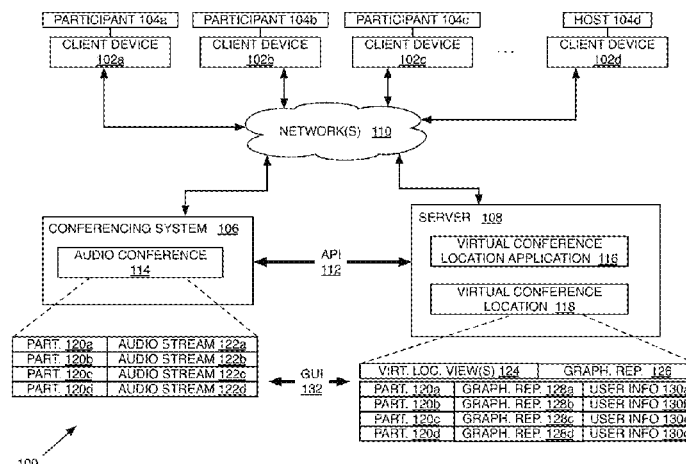 PARTICIPANT 104a PARTICIPANT 104b PARTICIPANT 104c HOST 104d
CLIENT DEVICE 102a CLIENT DEVICE 102b CLIENT DEVICE 102c ... CLIENT DEVICE 102d
NETWORK(S) 110
CONFERENCING SYSTEM 106
AUDIO CONFERENCE 114
API 112
SERVER 108
VIRTUAL CONFERENCE
LOCATION APPLICATION 116
VIRTUAL CONFERENCE
LOCATION 118
PART. 120a AUDIO STREAM 122a
PART. 120b AUDIO STREAM 122b
PART. 120c AUDIO STREAM 122c
PART. 120d AUDIO STREAM 122d
GUI 132
VIRT. LOC. VIEW(S) 124 GRAPH. REP. 126
PART. 120a GRAPH. REP. 128a USER INFO 130a
PART. 120b GRAPH. REP. 128b USER INFO 130b
PART. 120c GRAPH. REP. 128c USER INFO 130c
PART. 120d GRAPH. REP. 128d USER INFO